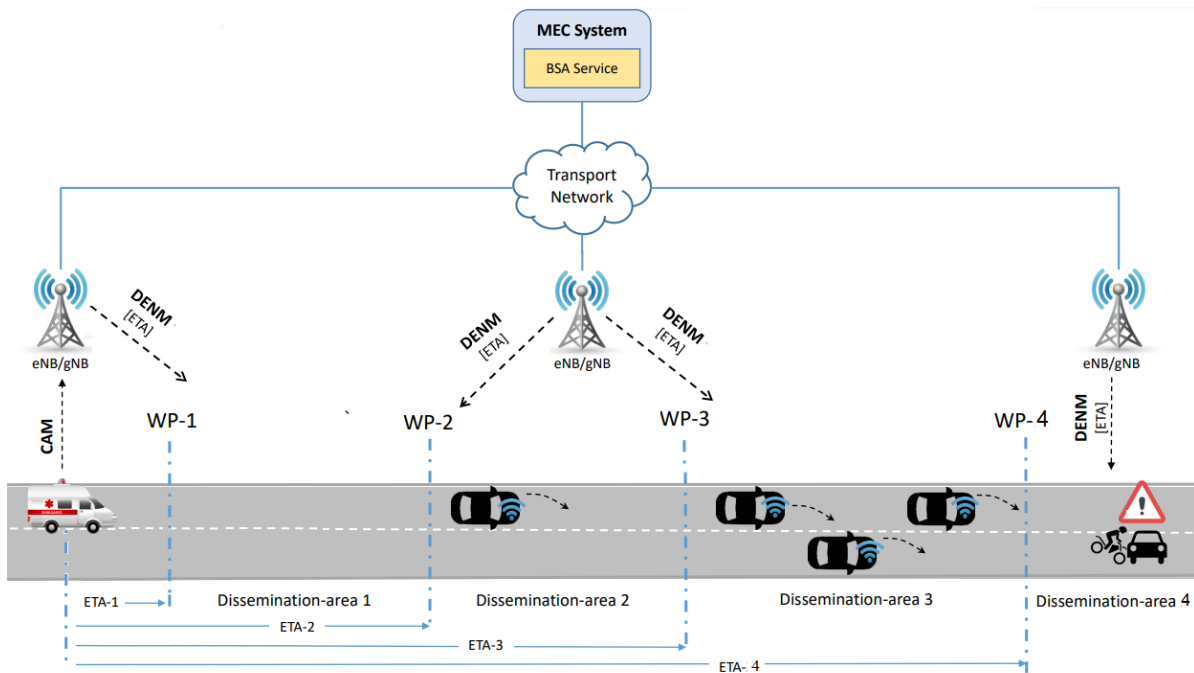 MEC System
BSA Service
Transport
Network
DENM
[ETA]
DENM
[ETA]
DENM
[ETA]
eNB/gNB
eNB/gNB
eNB/gNB
CAM
WP-1
WP-2
WP-3
WP-4
DENM
[ETA]
AMBULANCE
ETA-1
Dissemination-area 1
Dissemination-area 2
Dissemination-area 3
Dissemination-area 4
ETA-2
ETA-3
ETA-.4